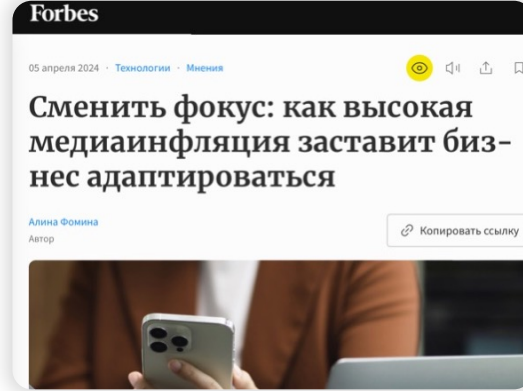 Forbes
05 апреля 2024 · Технологии · Мнения
Сменить фокус: как высокая
медиаинфляция заставит биз-
нес адаптироваться
Алина Фомина
Автор
Копировать ссылку